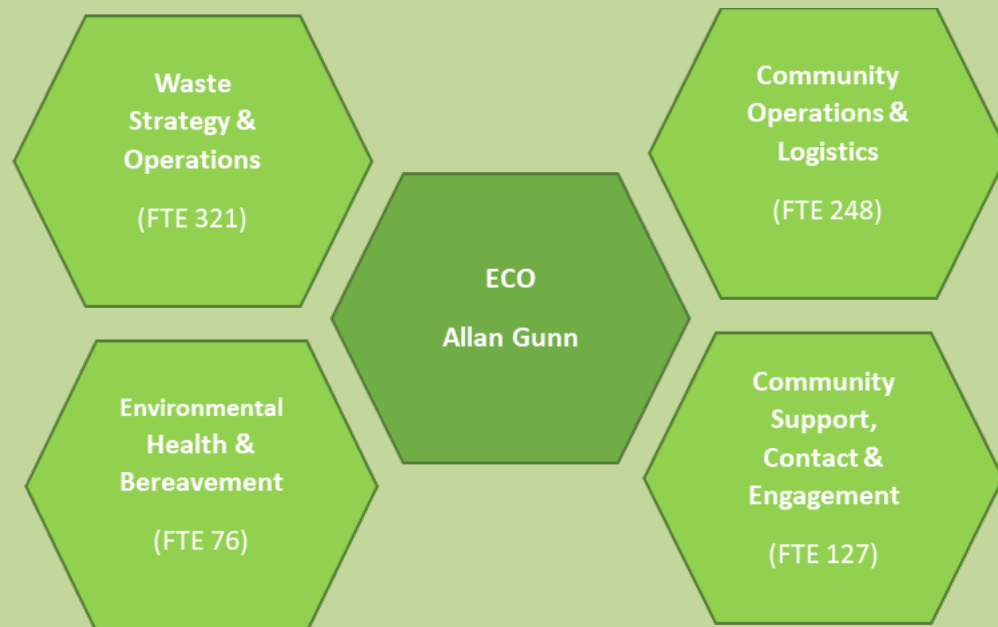 Waste
Strategy &
Operations
(FTE 321)
Community
Operations &
Logistics
(FTE 248)
ECO
Allan Gunn
Environmental
Health &
Bereavement
(FTE 76)
Community
Support,
Contact &
Engagement
(FTE 127)